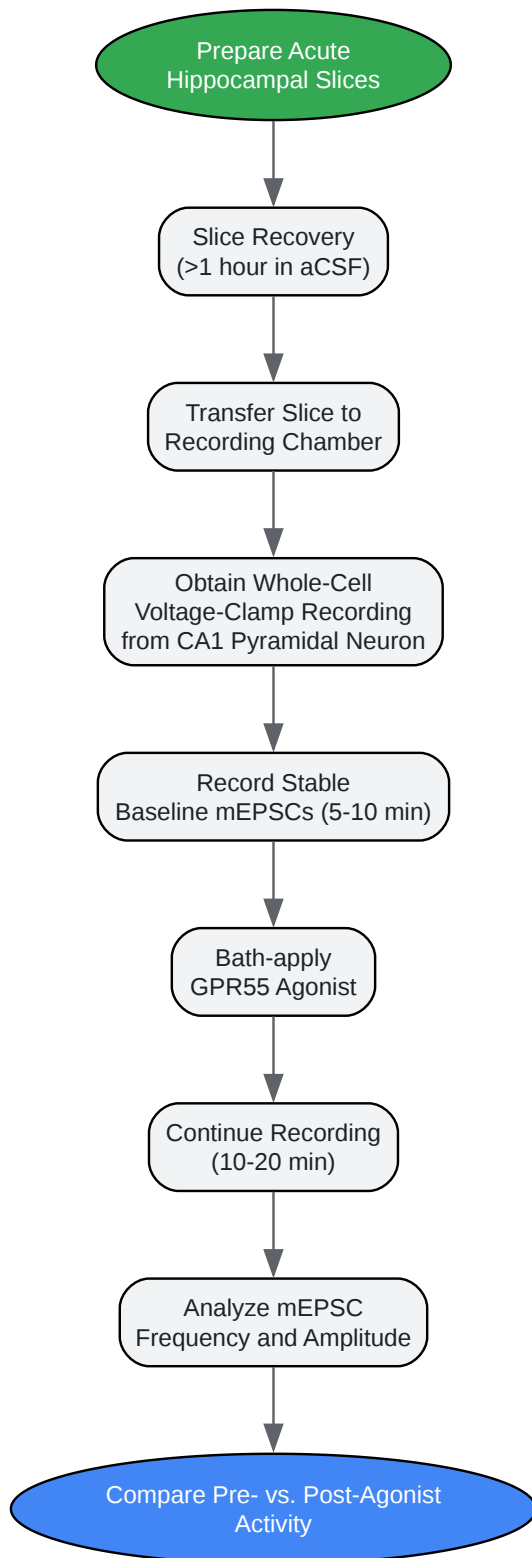 Prepare Acute
Hippocampal Slices
Slice Recovery
(>1 hour in aCSF)
Transfer Slice to
Recording Chamber
Obtain Whole-Cell
Voltage-Clamp Recording
from CA1 Pyramidal Neuron
Record Stable
Baseline mEPSCs (5-10 min)
Bath-apply
GPR55 Agonist
Continue Recording
(10-20 min)
Analyze mEPSC
Frequency and Amplitude
Compare Pre- vs. Post-Agonist
Activity